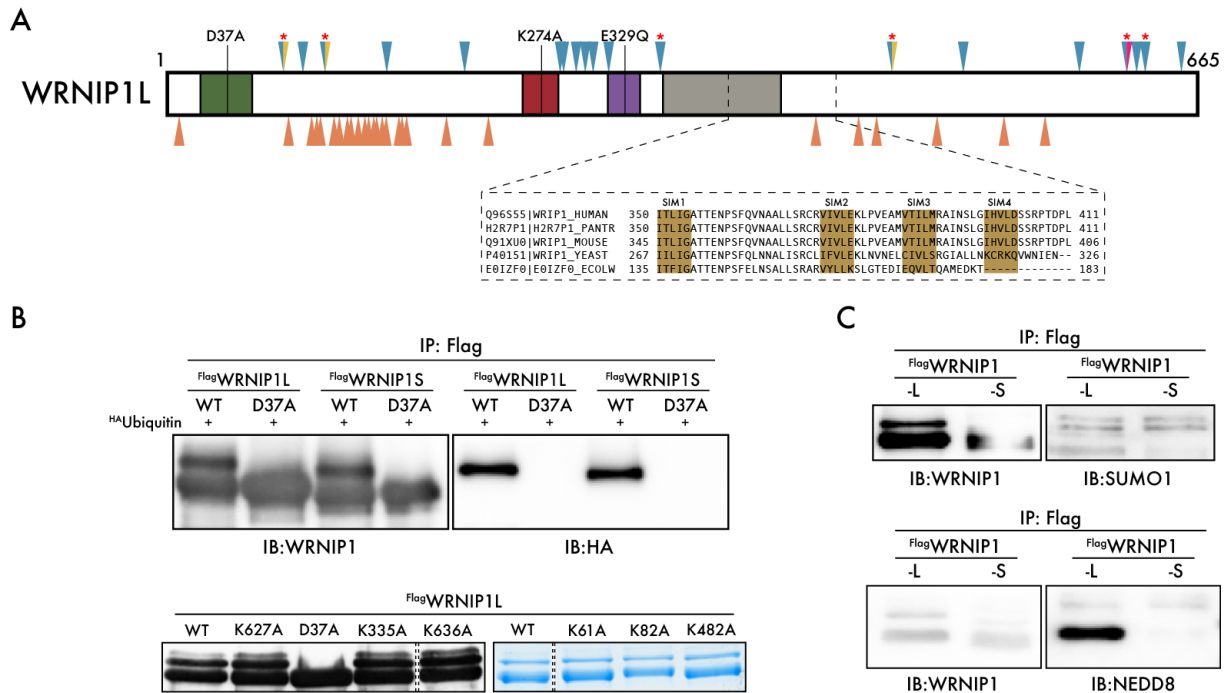 A
D37A K274A E329Q
* * * * * *
1 665
WRNIP1L
SIM1 SIM2 SIM3 SIM4
Q96S55|WRIP1_HUMAN 350 ITLIGATTENPSFQVNAALLSRCRVIVLEKLPVEAMVTILMRAINSLGIHVLDSSRPTDPL 411
H2R7P1|H2R7P1_PANTR 350 ITLIGATTENPSFQVNAALLSRCRVIVLEKLPVEAMVTILMRAINSLGIHVLDSSRPTDPL 411
Q91XU0|WRIP1_MOUSE 345 ITLIGATTENPSFQVNAALLSRCRVIVLEKLPVEAMVTILMRAINSLGIHVLDSSRPTDPL 406
P40151|WRIP1_YEAST 267 IILIGATTENPSFQLNNALLSRCLIFVLEKLNVNELCIVLSRGIALLNKCRKQVWNIEN-- 326
E0IZF0|E0IZF0_ECOLW 135 ITFIGATTENPSFELNSALLSRARVYLLKSLGTEDIEQVLTQAMEDKT------------- 183
B
IP: Flag
FlagWRNIP1L FlagWRNIP1S FlagWRNIP1L FlagWRNIP1S
WT D37A WT D37A WT D37A WT D37A
HAUbiquitin + + + + + + + +
IB:WRNIP1 IB:HA
FlagWRNIP1L
WT K627A D37A K335A K636A WT K61A K82A K482A
C
IP: Flag
FlagWRNIP1 FlagWRNIP1
-L -S -L -S
IB:WRNIP1 IB:SUMO1
IP: Flag
FlagWRNIP1 FlagWRNIP1
-L -S -L -S
IB:WRNIP1 IB:NEDD8